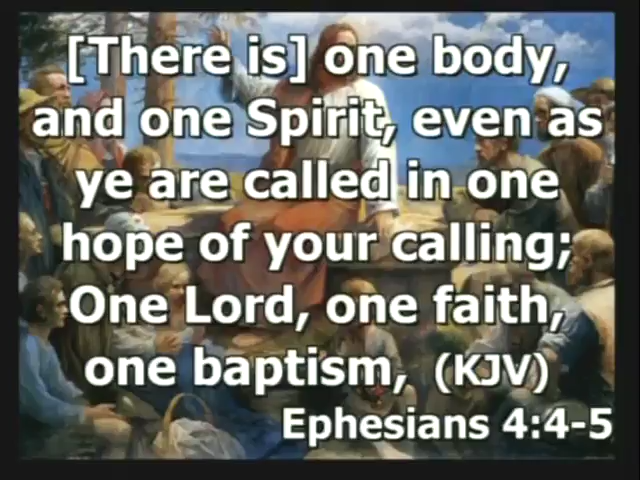 [There is] one body,
and one Spirit, even as
ye are called in one
hope of your calling;
One Lord, one faith,
one baptism, (KJV)
Ephesians 4:4-5